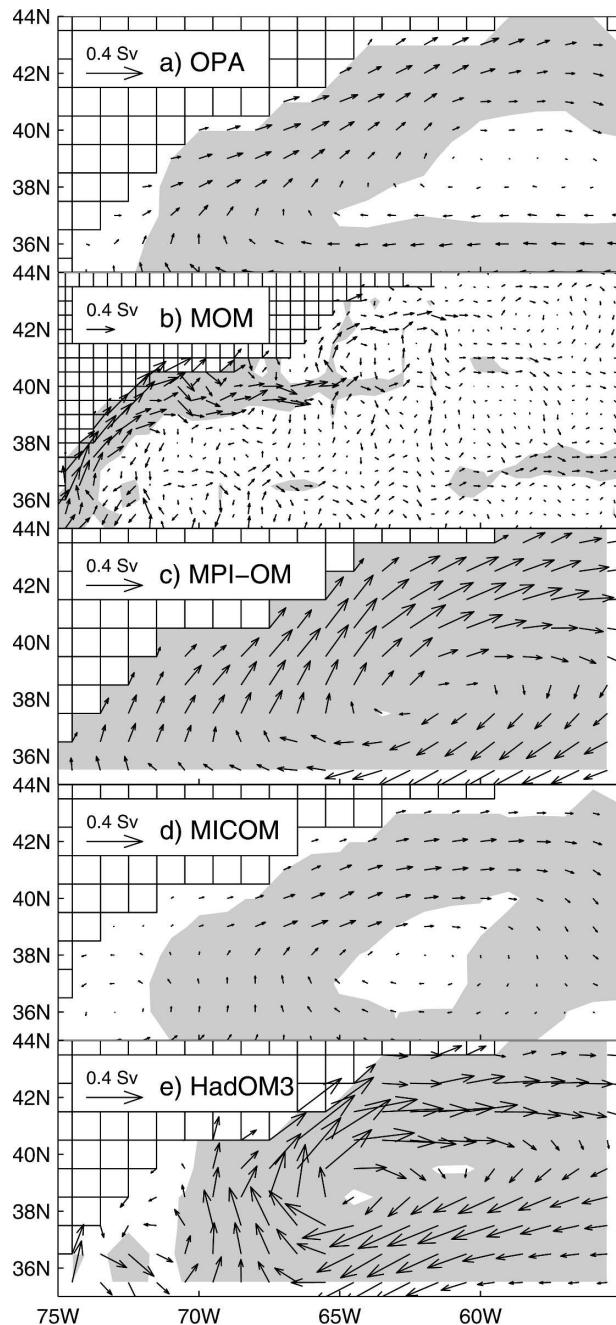 44N
0.4 Sv
a) OPA
42N
40N
38N
36N
44N
0.4 Sv
b) MOM
42N
40N
38N
36N
44N
0.4 Sv
c) MPI-OM
42N
40N
38N
36N
44N
0.4 Sv
d) MICOM
42N
40N
38N
36N
44N
0.4 Sv
e) HadOM3
42N
40N
38N
36N
75W 70W 65W 60W